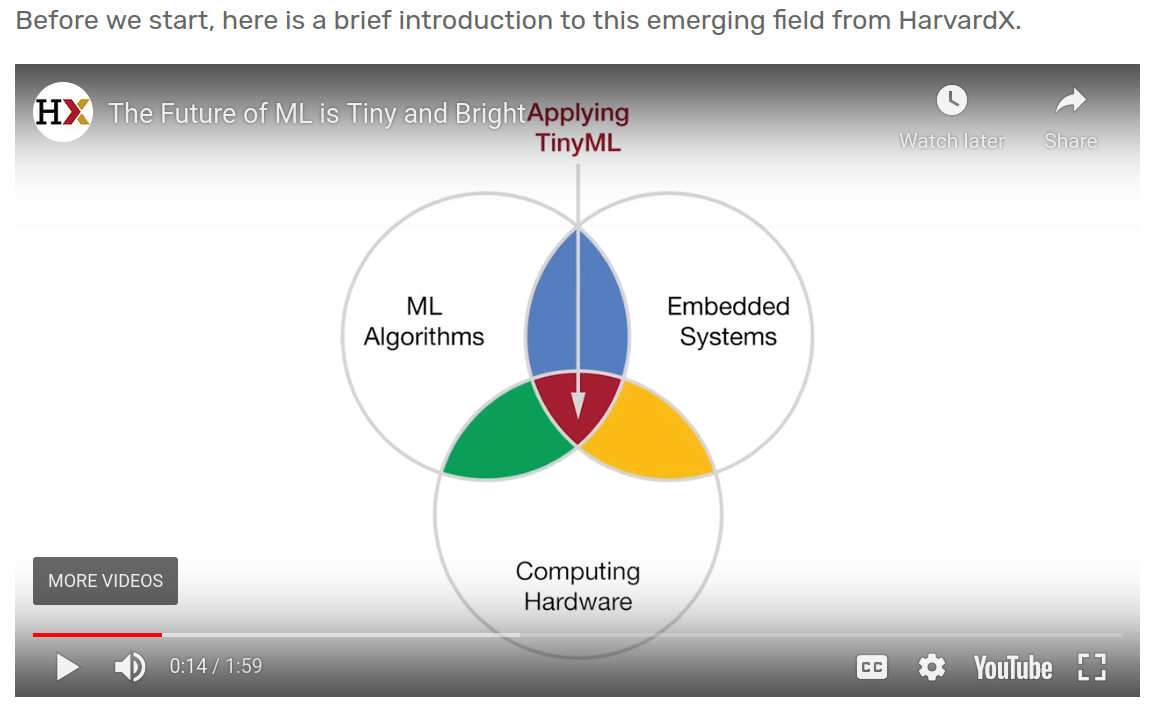 Before we start, here is a brief introduction to this emerging field from HarvardX.
HX
The Future of ML is Tiny and Bright
Applying
TinyML
Watch later
Share
ML
Algorithms
Embedded
Systems
Computing
Hardware
MORE VIDEOS
0:14 / 1:59
CC
YouTube